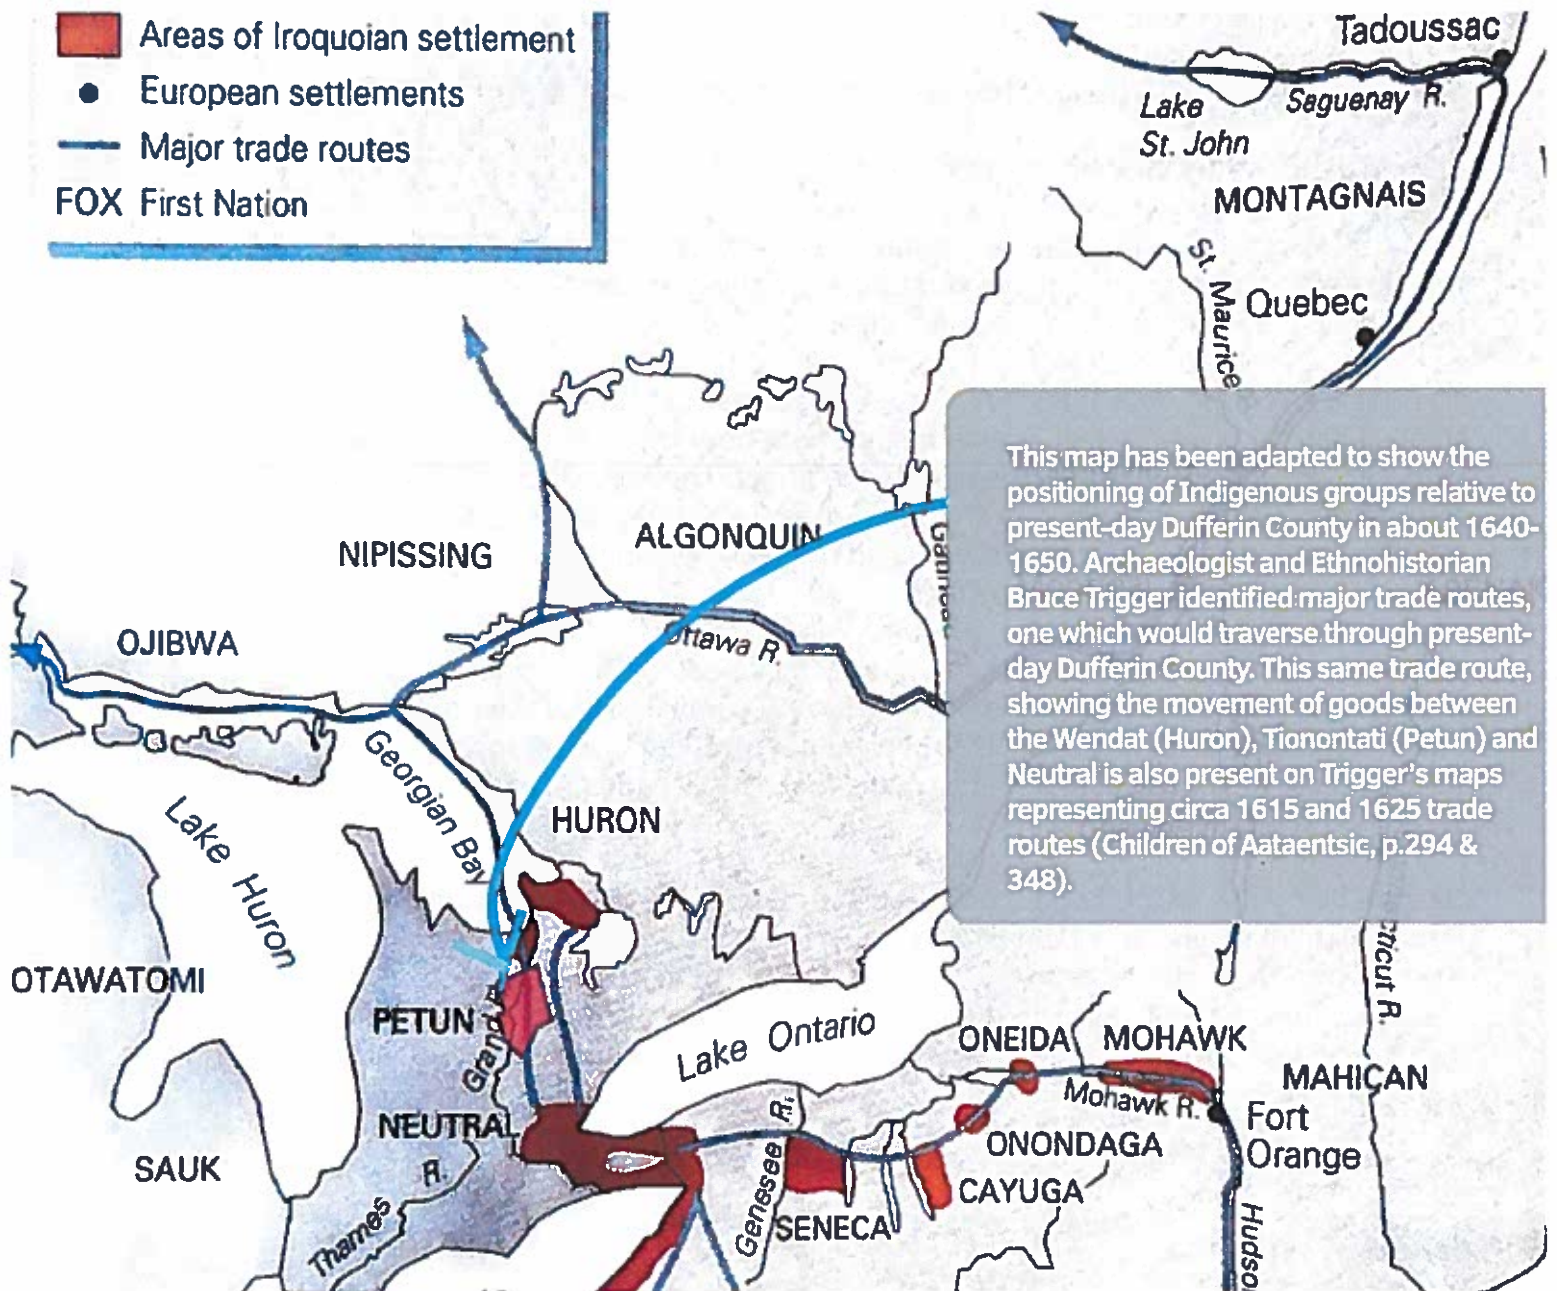 Areas of Iroquoian settlement
European settlements
Major trade routes
FOX First Nation
Tadoussac
Lake
St. John
Saguenay R.
MONTAGNAIS
St. Maurice
Quebec
This map has been adapted to show the
positioning of Indigenous groups relative to
present-day Dufferin County in about 1640-
1650. Archaeologist and Ethnohistorian
Bruce Trigger identified major trade routes,
one which would traverse through present-
day Dufferin County. This same trade route,
showing the movement of goods between
the Wendat (Huron), Tionontati (Petun) and
Neutral is also present on Trigger's maps
representing circa 1615 and 1625 trade
routes (Children of Aataentsic, p.294 &
348).
NIPISSING
ALGONQUIN
OJIBWA
Ottawa R.
Georgian Bay
HURON
Lake Huron
OTAWATOMI
PETUN
Grand R.
Lake Ontario
ONEIDA
MOHAWK
MAHICAN
Mohawk R.
Fort
Orange
NEUTRAL
ONONDAGA
SAUK
R.
Thames
Genesee R.
SENECA
CAYUGA
Hudso
cticut R.